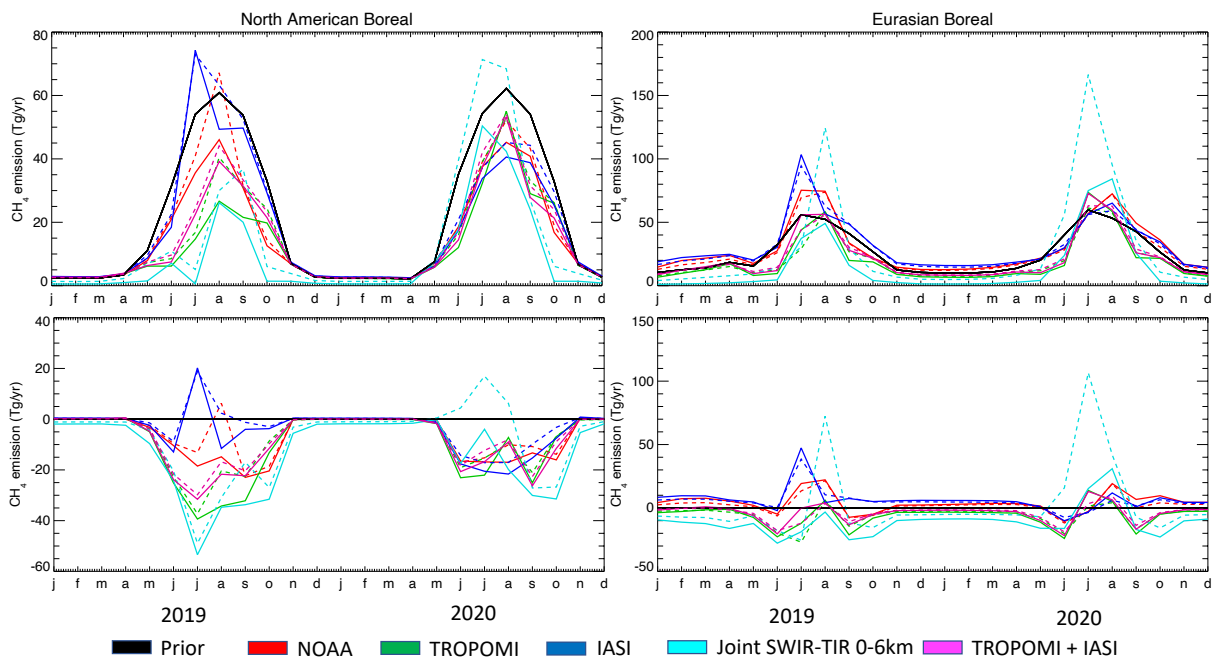 North American Boreal
Eurasian Boreal
CH4 emission (Tg/yr)
80
60
40
20
0
j f m a m j j a s o n d j f m a m j j a s o n d
CH4 emission (Tg/yr)
200
150
100
50
0
j f m a m j j a s o n d j f m a m j j a s o n d
CH4 emission (Tg/yr)
40
20
0
-20
-40
-60
j f m a m j j a s o n d j f m a m j j a s o n d
CH4 emission (Tg/yr)
150
100
50
0
-50
j f m a m j j a s o n d j f m a m j j a s o n d
2019 2020 2019 2020
Prior NOAA TROPOMI IASI Joint SWIR-TIR 0-6km TROPOMI + IASI